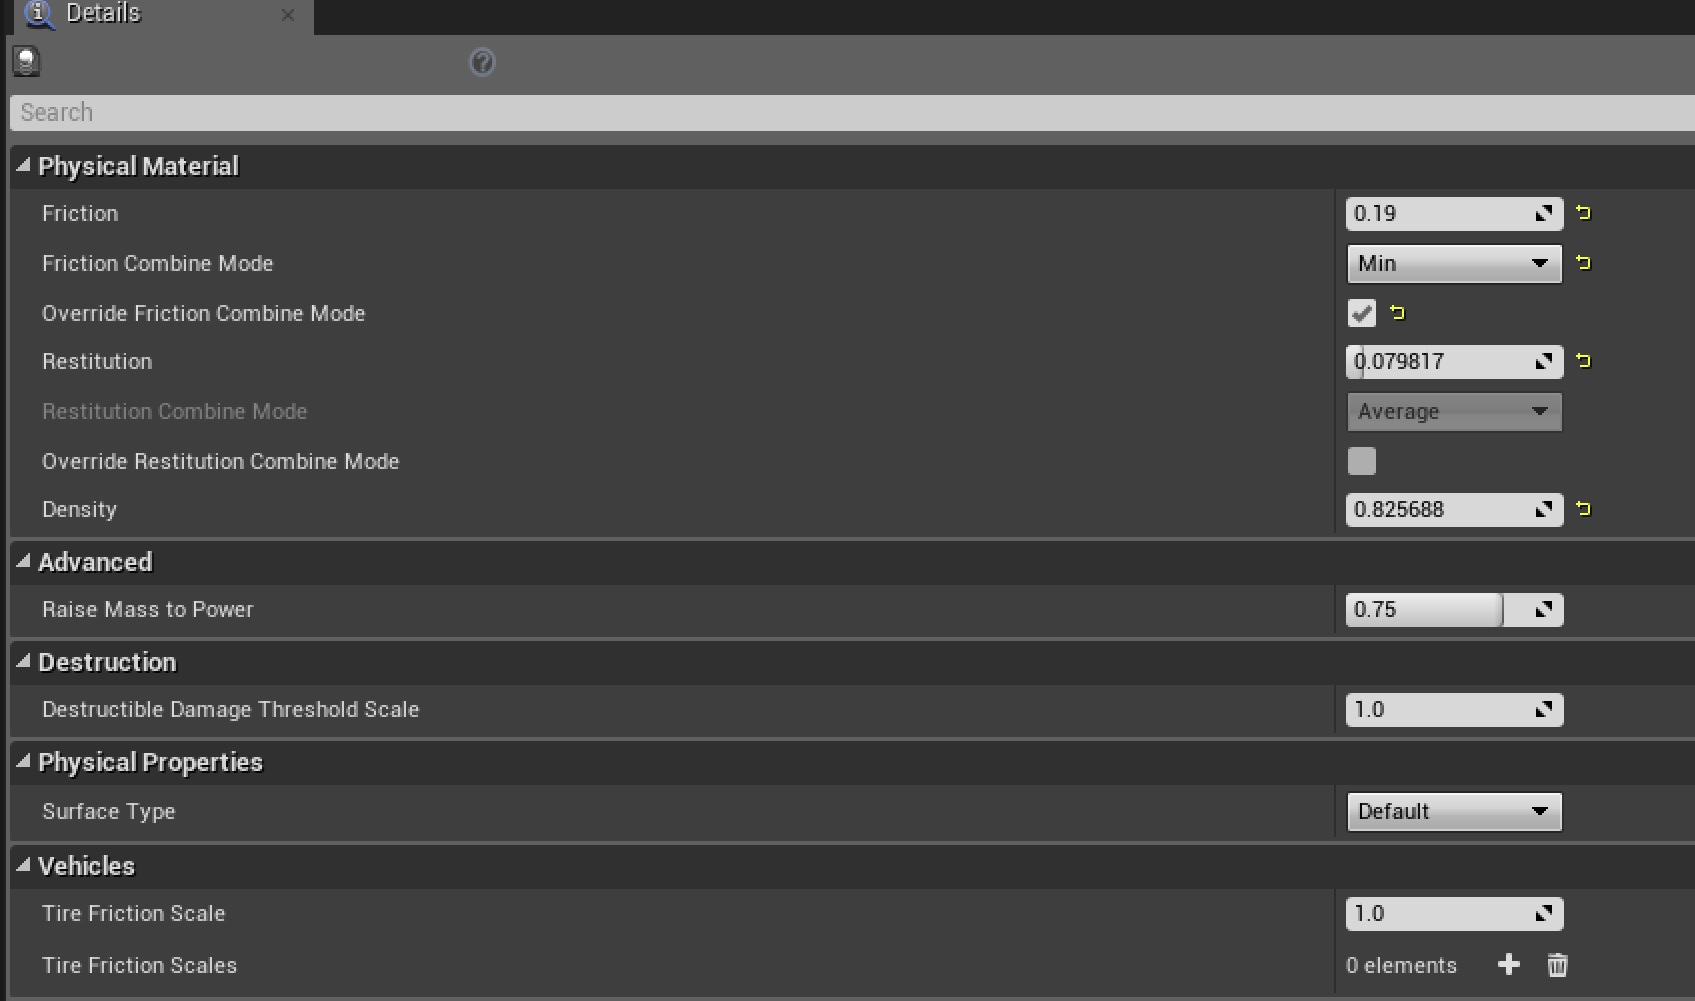 Details
Search
Physical Material
Friction 0.19
Friction Combine Mode Min
Override Friction Combine Mode
Restitution 0.079817
Restitution Combine Mode Average
Override Restitution Combine Mode
Density 0.825688
Advanced
Raise Mass to Power 0.75
Destruction
Destructible Damage Threshold Scale 1.0
Physical Properties
Surface Type Default
Vehicles
Tire Friction Scale 1.0
Tire Friction Scales 0 elements